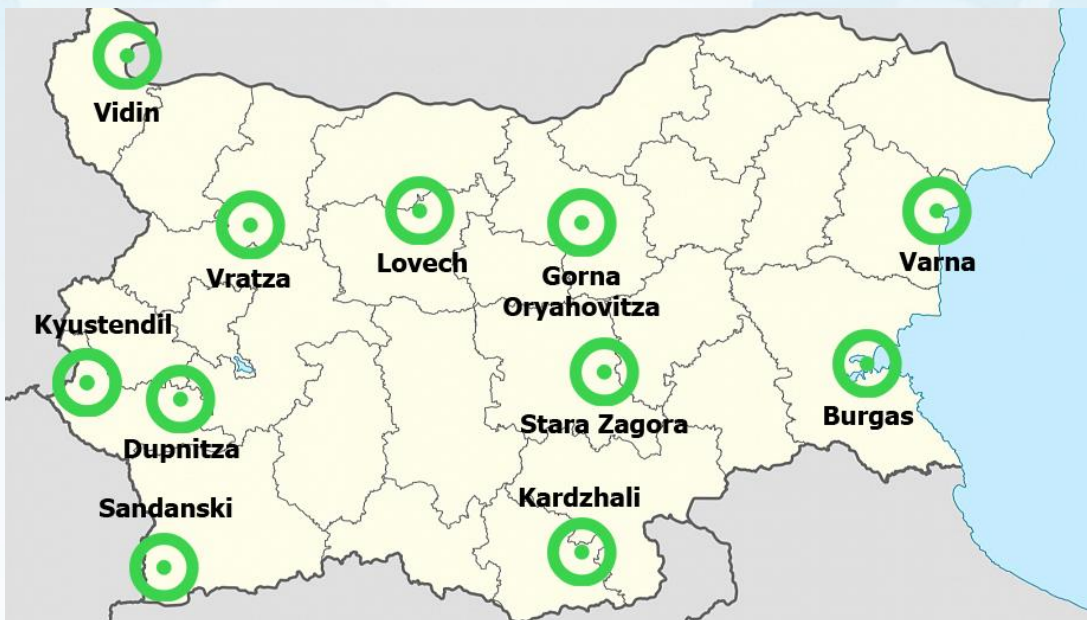 Vidin
Vratza
Lovech
Gorna
Oryahovitza
Varna
Kyustendil
Dupnitza
Stara Zagora
Burgas
Sandanski
Kardzhali